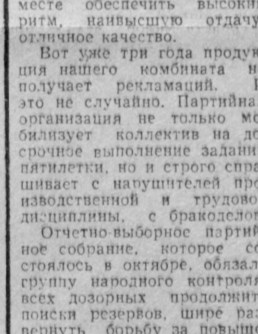 месте обеспечить высоки
ритм, наивысшую отдачу
отличное качество.
Вот уже три года продук
ция нашего комбината н
получает рекламаций.
это не случайно. Партийна
организация не только мо
билизует коллектив на до
срочное выполнение задани
пятилетки, но и строго спра
шивает с нарушителей про
изводственной и трудово
дисциплины, с бракодело
Отчетно-выборное партий
ное собрание, которое со
стоялось в октябре, обязал
группу народного контроля
всех дозорных продолжит
поиски резервов, шире раз
вернуть борьбу за повыше